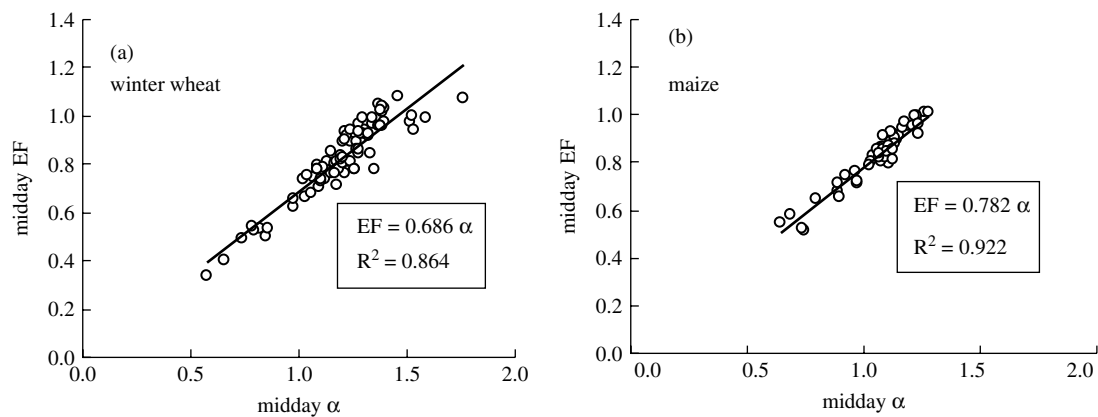 1.4
1.2
1.0
0.8
0.6
0.4
0.2
0.0
midday EF
(a)
winter wheat
EF = 0.686 α
R² = 0.864
0.0 0.5 1.0 1.5 2.0
midday α
1.4
1.2
1.0
0.8
0.6
0.4
0.2
0.0
midday EF
(b)
maize
EF = 0.782 α
R² = 0.922
0.0 0.5 1.0 1.5 2.0
midday α